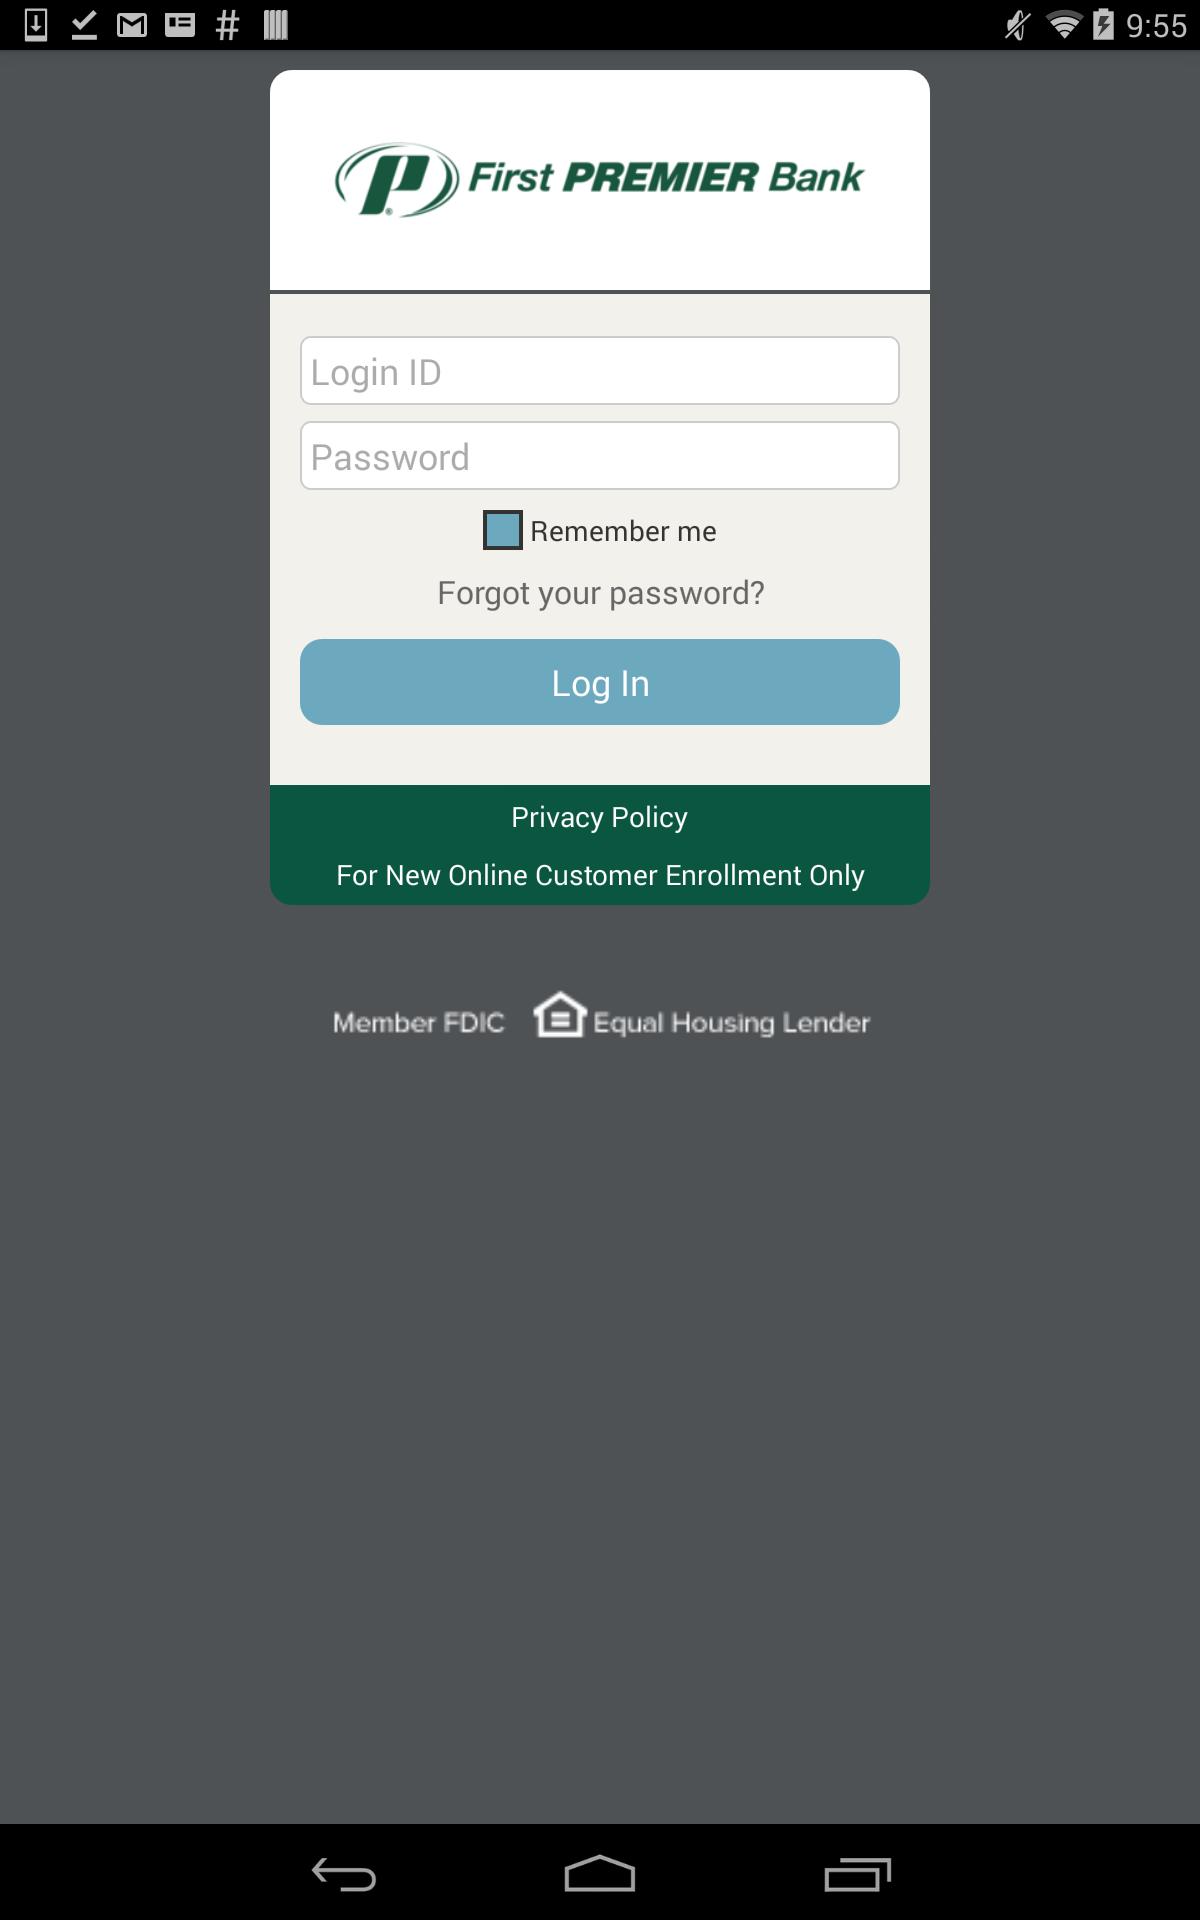 9:55
First PREMIER Bank
Login ID
Password
Remember me
Forgot your password?
Log In
Privacy Policy
For New Online Customer Enrollment Only
Member FDIC Equal Housing Lender